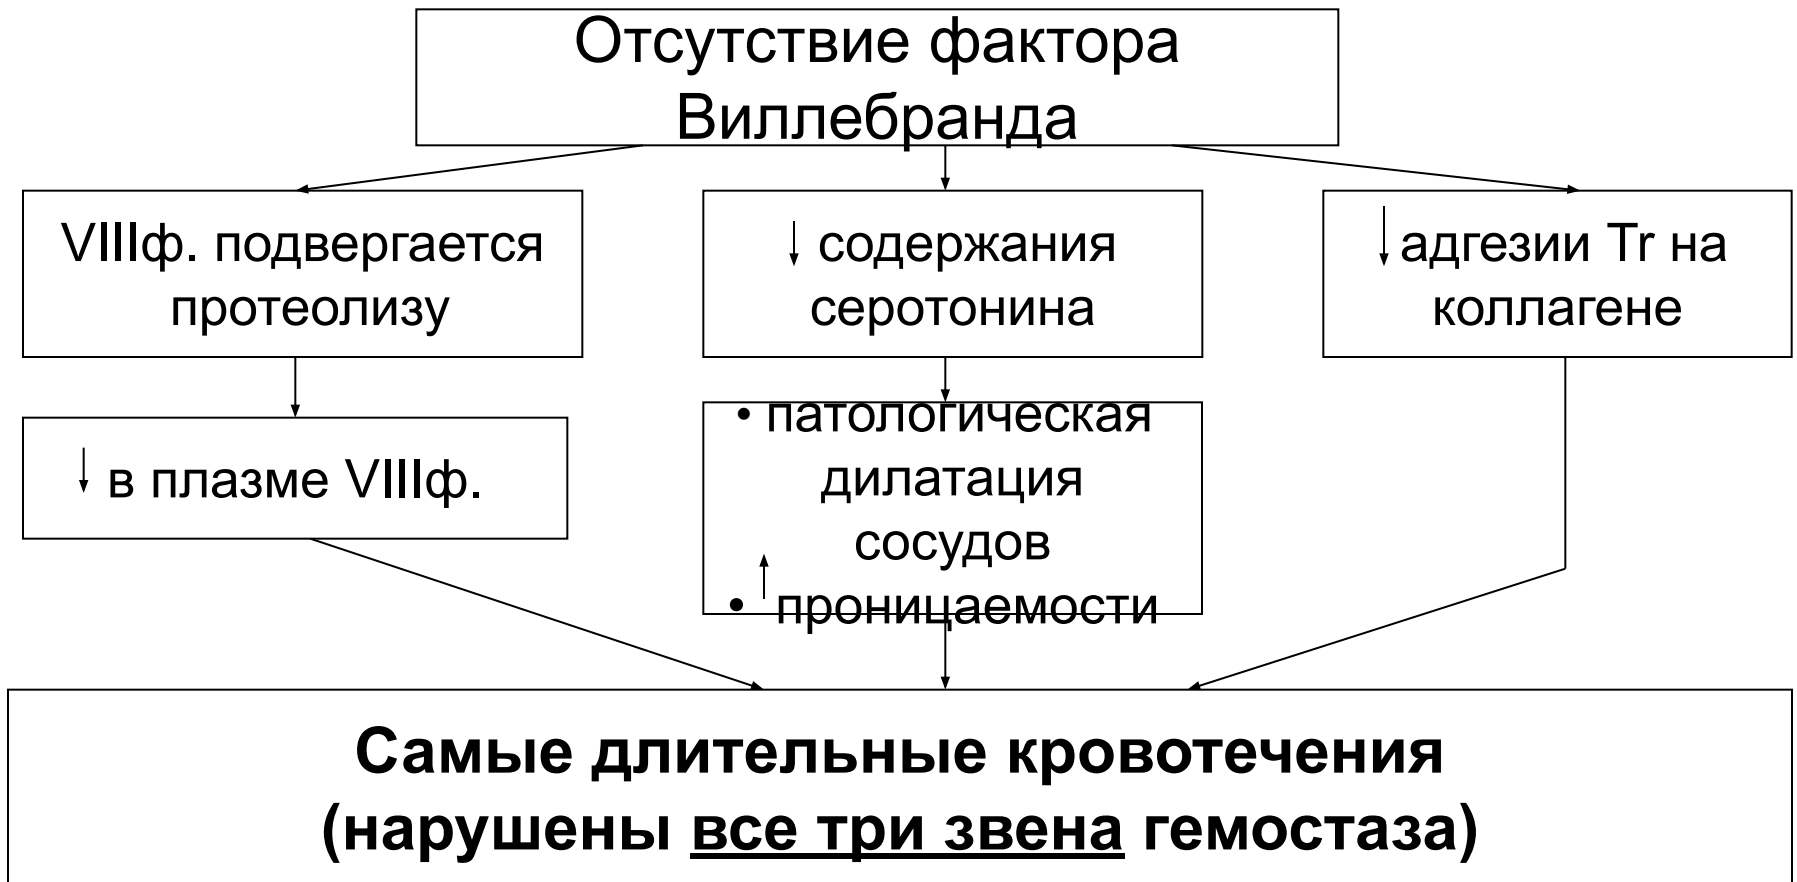 Отсутствие фактора
Виллебранда
VIIIф. подвергается
протеолизу
↓ содержания
серотонина
↓ адгезии Tr на
коллагене
↓ в плазме VIIIф.
• патологическая
дилатация
сосудов
• ↑ проницаемости
Самые длительные кровотечения
(нарушены все три звена гемостаза)